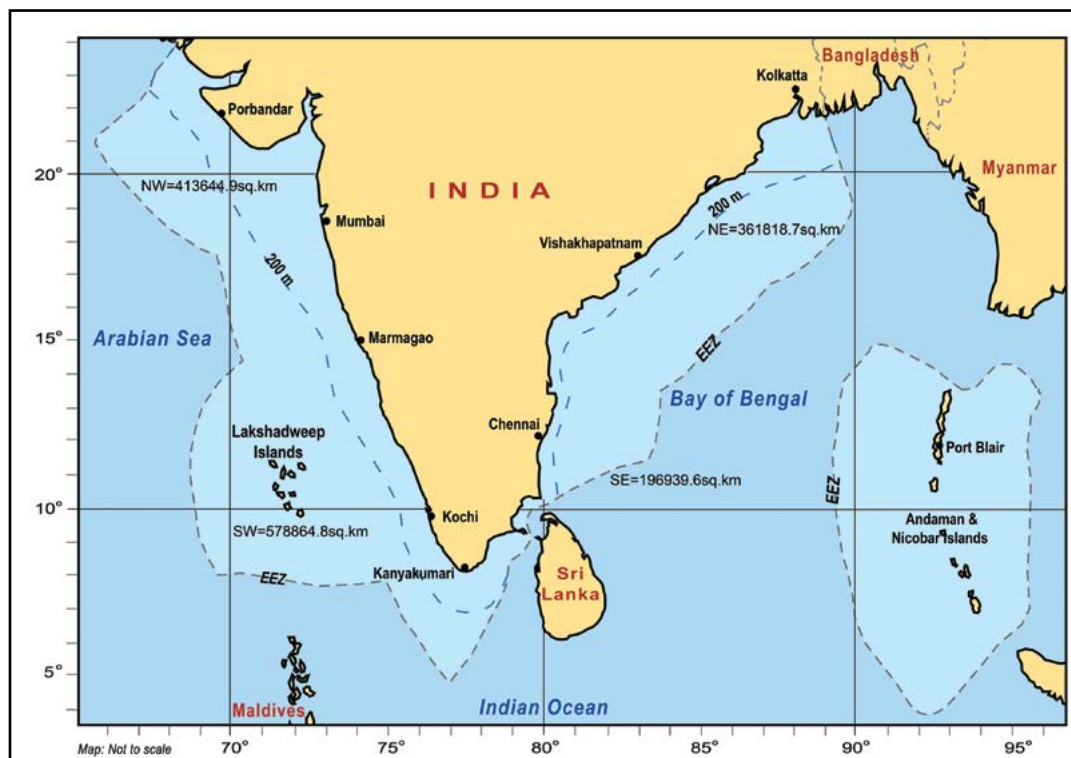 Bangladesh
Kolkatta
Porbandar
Myanmar
20°
NW=413644.9sq.km
INDIA
200 m.
NE=361818.7sq.km
Mumbai
Vishakhapatnam
200 m.
15°
Arabian Sea
Marmagao
EEZ
Bay of Bengal
Chennai
Lakshadweep
Islands
Port Blair
SE=196939.6sq.km
EEZ
10°
Kochi
Andaman &
Nicobar Islands
SW=578864.8sq.km
EEZ
Kanyakumari
Sri
Lanka
5°
Maldives
Indian Ocean
Map: Not to scale
70°
75°
80°
85°
90°
95°